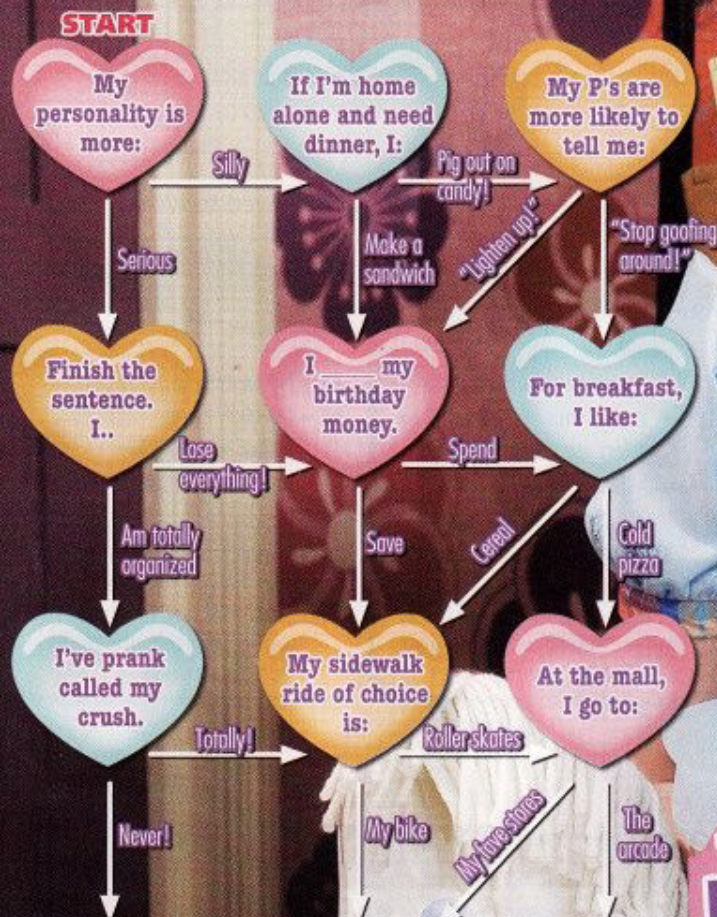 START
My
personality is
more:
If I'm home
alone and need
dinner, I:
My P's are
more likely to
tell me:
Silly
Pig out on
candy!
Serious
Make a
sandwich
"Lighten up!"
"Stop goofing
around!"
Finish the
sentence.
I..
I ____ my
birthday
money.
For breakfast,
I like:
Lose
everything!
Spend
Am totally
organized
Save
Cereal
Cold
pizza
I've prank
called my
crush.
My sidewalk
ride of choice
is:
At the mall,
I go to:
Totally!
Roller skates
Never!
My bike
My fave stores
The
arcade